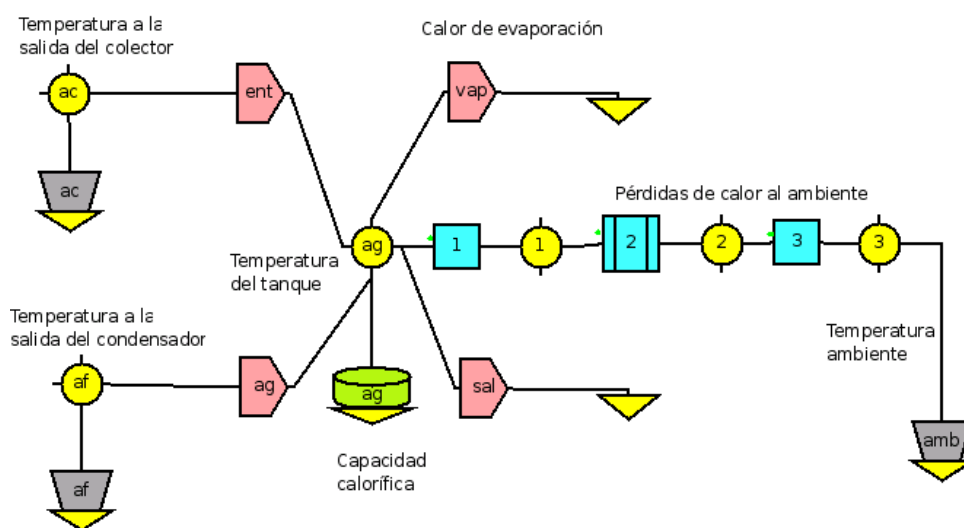 Temperatura a la
salida del colector
Calor de evaporación
ac
ent
vap
ac
Pérdidas de calor al ambiente
ag
1
1
2
2
3
3
Temperatura
del tanque
Temperatura a la
salida del condensador
Temperatura
ambiente
af
ag
ag
sal
amb
Capacidad
calorífica
af